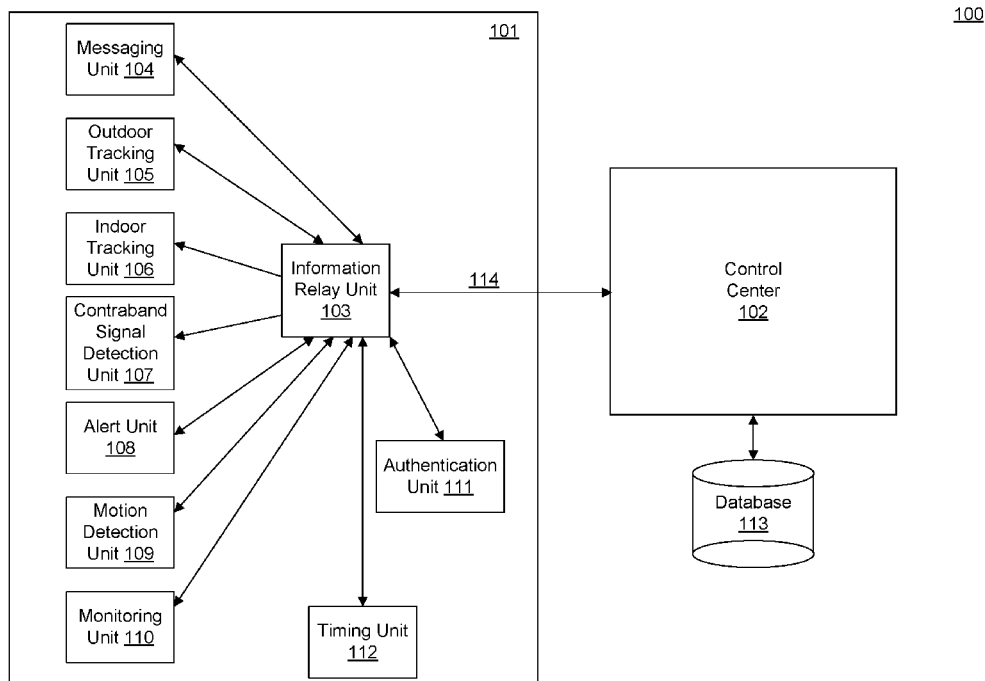 100
101
Messaging
Unit 104
Outdoor
Tracking
Unit 105
Indoor
Tracking
Unit 106
Contraband
Signal
Detection
Unit 107
Alert Unit
108
Motion
Detection
Unit 109
Monitoring
Unit 110
Information
Relay Unit
103
114
Authentication
Unit 111
Timing Unit
112
Control
Center
102
Database
113